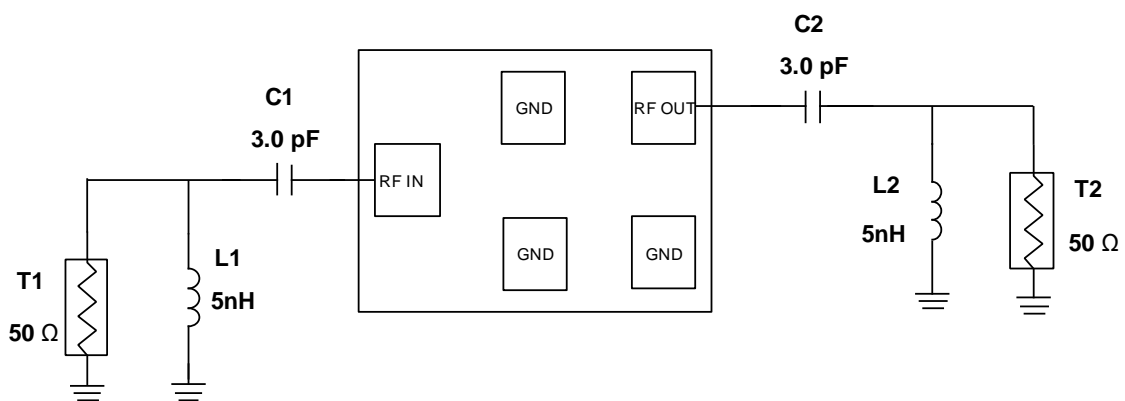 C2
3.0 pF
C1
3.0 pF
GND
RF OUT
RF IN
L2
5nH
T2
50 Ω
GND
GND
L1
5nH
T1
50 Ω